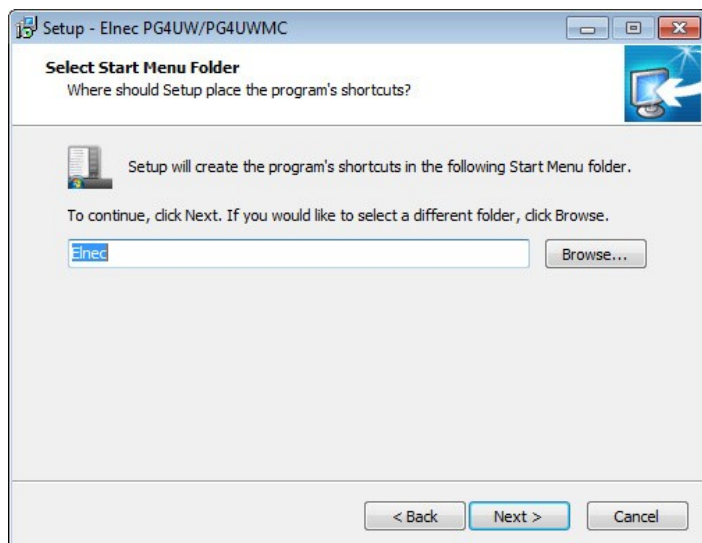 Setup - Elnec PG4UW/PG4UWMC
Select Start Menu Folder
Where should Setup place the program's shortcuts?
Setup will create the program's shortcuts in the following Start Menu folder.
To continue, click Next. If you would like to select a different folder, click Browse.
Elnec
Browse...
< Back
Next >
Cancel